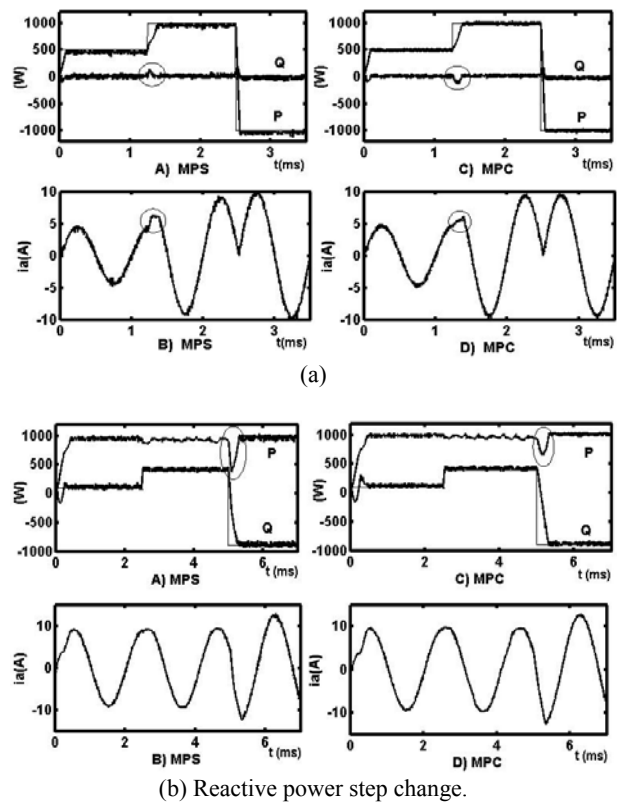 1000
500
0
-500
-1000
(W)
Q
P
0 1 2 3 t(ms)
A) MPS
1000
500
0
-500
-1000
Q
P
0 1 2 3 t(ms)
C) MPC
10
5
0
-5
-10
ia(A)
0 1 2 3 t(ms)
B) MPS
10
5
0
-5
-10
ia(A)
0 1 2 3 t(ms)
D) MPC
(a)
1000
500
0
-500
-1000
(W)
P
Q
0 2 4 6 t (ms)
A) MPS
1000
500
0
-500
-1000
(W)
P
Q
0 2 4 6 t (ms)
C) MPC
10
0
-10
ia(A)
0 2 4 6 t (ms)
B) MPS
10
0
-10
ia(A)
0 2 4 6 t (ms)
D) MPC
(b) Reactive power step change.